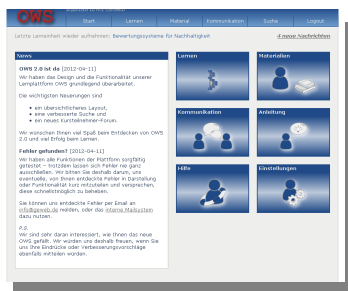 OWS
Start Lernen Material Kommunikation Suche Logout
Letzte Lerneinheit wieder aufnehmen: Bewertungssysteme für Nachhaltigkeit
4 neue Nachrichten
News
OWS 2.0 ist da [2012-04-11]
Wir haben das Design und die Funktionalität unserer
Lernplattform OWS grundlegend überarbeitet.
Die wichtigsten Neuerungen sind
• ein übersichtlicheres Layout,
• eine verbesserte Suche und
• ein neues Kursteilnehmer-Forum.
Wir wünschen Ihnen viel Spaß beim Entdecken von OWS
2.0 und viel Erfolg beim Lernen.
Fehler gefunden? [2012-04-11]
Wir haben alle Funktionen der Plattform sorgfältig
getestet – trotzdem lassen sich Fehler nie ganz
ausschließen. Wir bitten Sie deshalb darum, uns
eventuelle, von Ihnen entdeckte Fehler in Darstellung
oder Funktionalität kurz mitzuteilen und versprechen,
diese schnellstmöglich zu beheben.
Sie können uns entdeckte Fehler per Email an
info@geweb.de melden, oder das interne Mailsystem
dazu nutzen.
P.S.
Wir sind sehr daran interessiert, wie Ihnen das neue
OWS gefällt. Wir würden uns deshalb freuen, wenn Sie
uns Ihre Eindrücke oder Verbesserungsvorschläge
ebenfalls mitteilen würden.
Lernen
Materialien
Kommunikation
Anleitung
Hilfe
Einstellungen